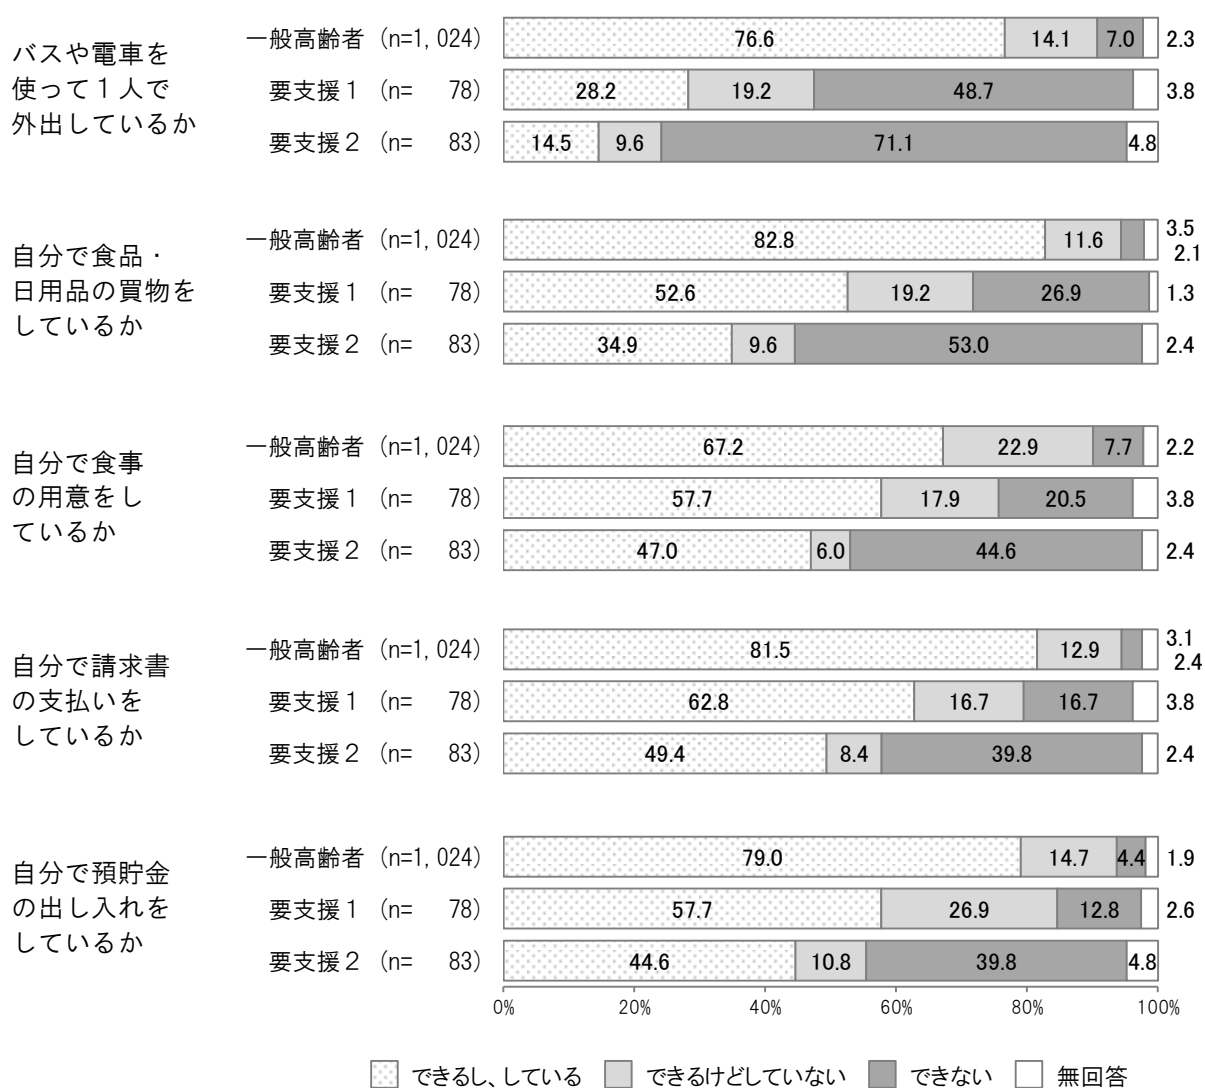 バスや電車を
使って１人で
外出しているか
一般高齢者 (n=1,024) 76.6 14.1 7.0 2.3
要支援１ (n= 78) 28.2 19.2 48.7 3.8
要支援２ (n= 83) 14.5 9.6 71.1 4.8
自分で食品・
日用品の買物を
しているか
一般高齢者 (n=1,024) 82.8 11.6 3.5 2.1
要支援１ (n= 78) 52.6 19.2 26.9 1.3
要支援２ (n= 83) 34.9 9.6 53.0 2.4
自分で食事
の用意をし
ているか
一般高齢者 (n=1,024) 67.2 22.9 7.7 2.2
要支援１ (n= 78) 57.7 17.9 20.5 3.8
要支援２ (n= 83) 47.0 6.0 44.6 2.4
自分で請求書
の支払いを
しているか
一般高齢者 (n=1,024) 81.5 12.9 3.1 2.4
要支援１ (n= 78) 62.8 16.7 16.7 3.8
要支援２ (n= 83) 49.4 8.4 39.8 2.4
自分で預貯金
の出し入れを
しているか
一般高齢者 (n=1,024) 79.0 14.7 4.4 1.9
要支援１ (n= 78) 57.7 26.9 12.8 2.6
要支援２ (n= 83) 44.6 10.8 39.8 4.8
0% 20% 40% 60% 80% 100%
できるし、している できるけどしていない できない 無回答